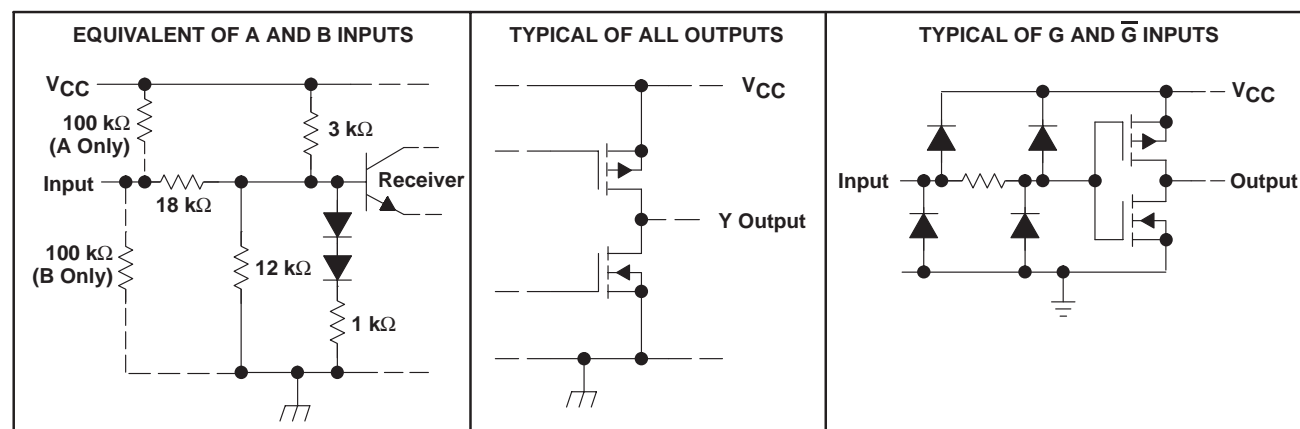 EQUIVALENT OF A AND B INPUTS
VCC
100 kΩ
(A Only)
3 kΩ
Input
18 kΩ
Receiver
100 kΩ
(B Only)
12 kΩ
1 kΩ
TYPICAL OF ALL OUTPUTS
VCC
Y Output
TYPICAL OF G AND G̅ INPUTS
VCC
Input
Output